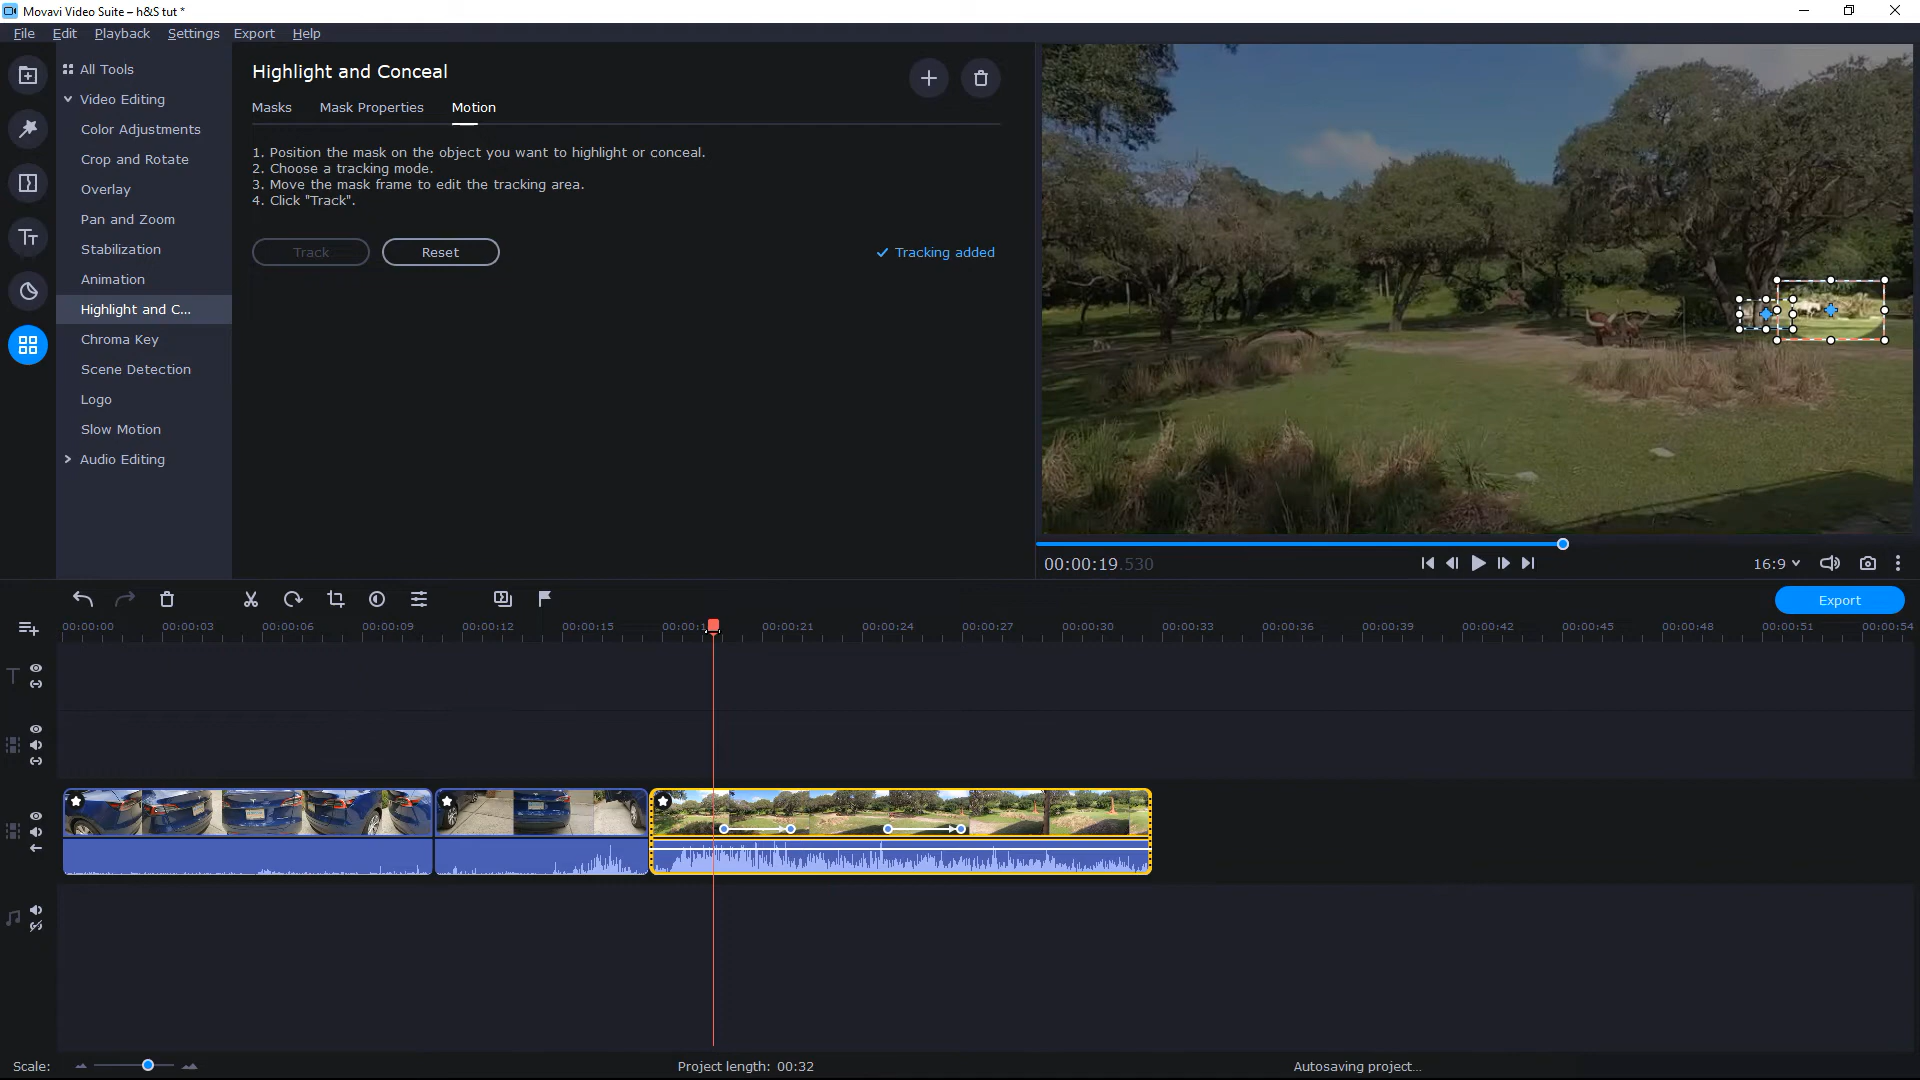 Movavi Video Suite – h&S tut *
File Edit Playback Settings Export Help
All Tools
Video Editing
Color Adjustments
Crop and Rotate
Overlay
Pan and Zoom
Stabilization
Animation
Highlight and C...
Chroma Key
Scene Detection
Logo
Slow Motion
Audio Editing
Highlight and Conceal
Masks Mask Properties Motion
1. Position the mask on the object you want to highlight or conceal.
2. Choose a tracking mode.
3. Move the mask frame to edit the tracking area.
4. Click "Track".
Track Reset Tracking added
00:00:19.530
16:9
Export
00:00:00 00:00:03 00:00:06 00:00:09 00:00:12 00:00:15 00:00:1 00:00:21 00:00:24 00:00:27 00:00:30 00:00:33 00:00:36 00:00:39 00:00:42 00:00:45 00:00:48 00:00:51 00:00:54
Scale: Project length: 00:32 Autosaving project...